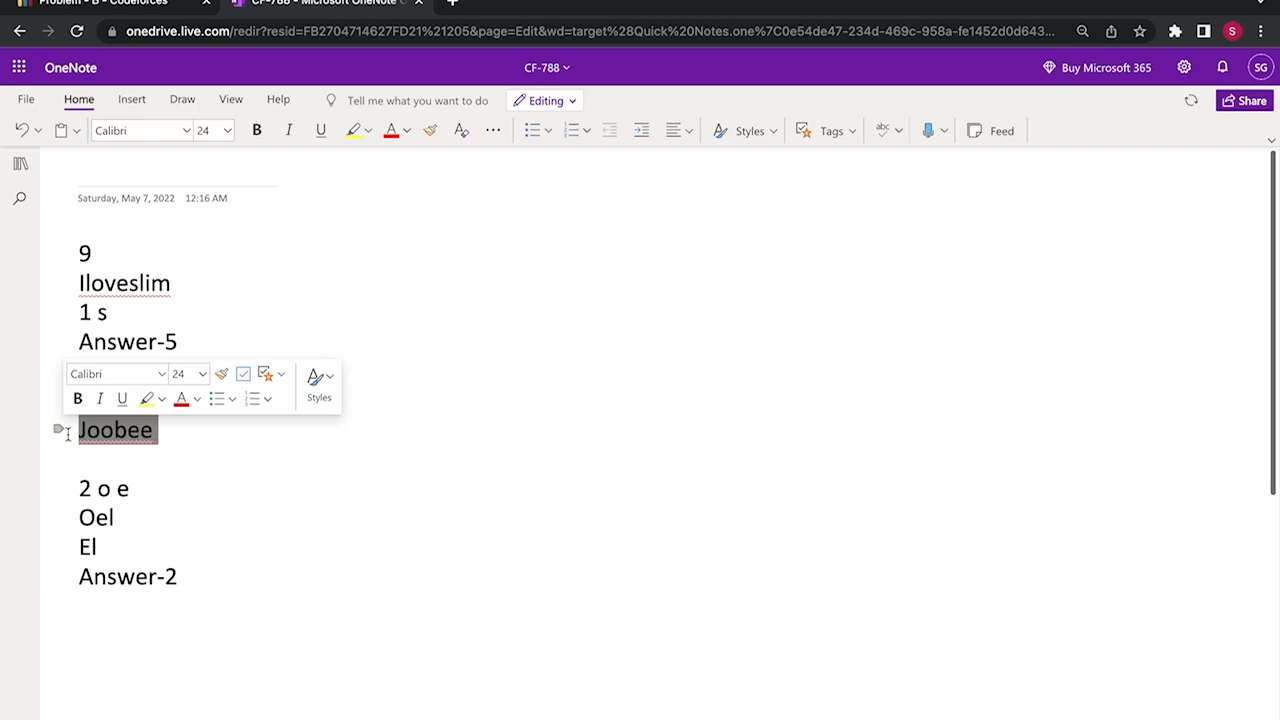 Problem - B - Codeforces
CF-788 - Microsoft OneNote
onedrive.live.com/redir?resid=FB2704714627FD21%21205&page=Edit&wd=target%28Quick%20Notes.one%7C0e54de47-234d-469c-958a-fe1452d0d643...
S
OneNote
CF-788
Buy Microsoft 365
SG
File
Home
Insert
Draw
View
Help
Tell me what you want to do
Editing
Share
Calibri
24
B
I
U
A
Styles
Tags
abc
Feed
Saturday, May 7, 2022 12:16 AM
9
Iloveslim
1 s
Answer-5
Calibri
24
B
I
U
A
Styles
Joobee
2 o e
Oel
El
Answer-2